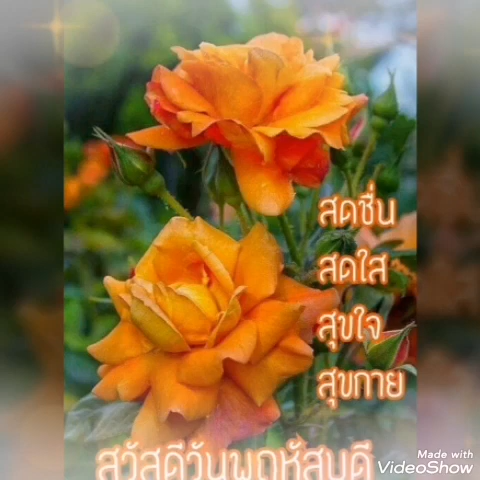 สดชื่น
สดใส
สุขใจ
สุขกาย
สวัสดีวันพฤหัสบดี
Made with
VideoShow